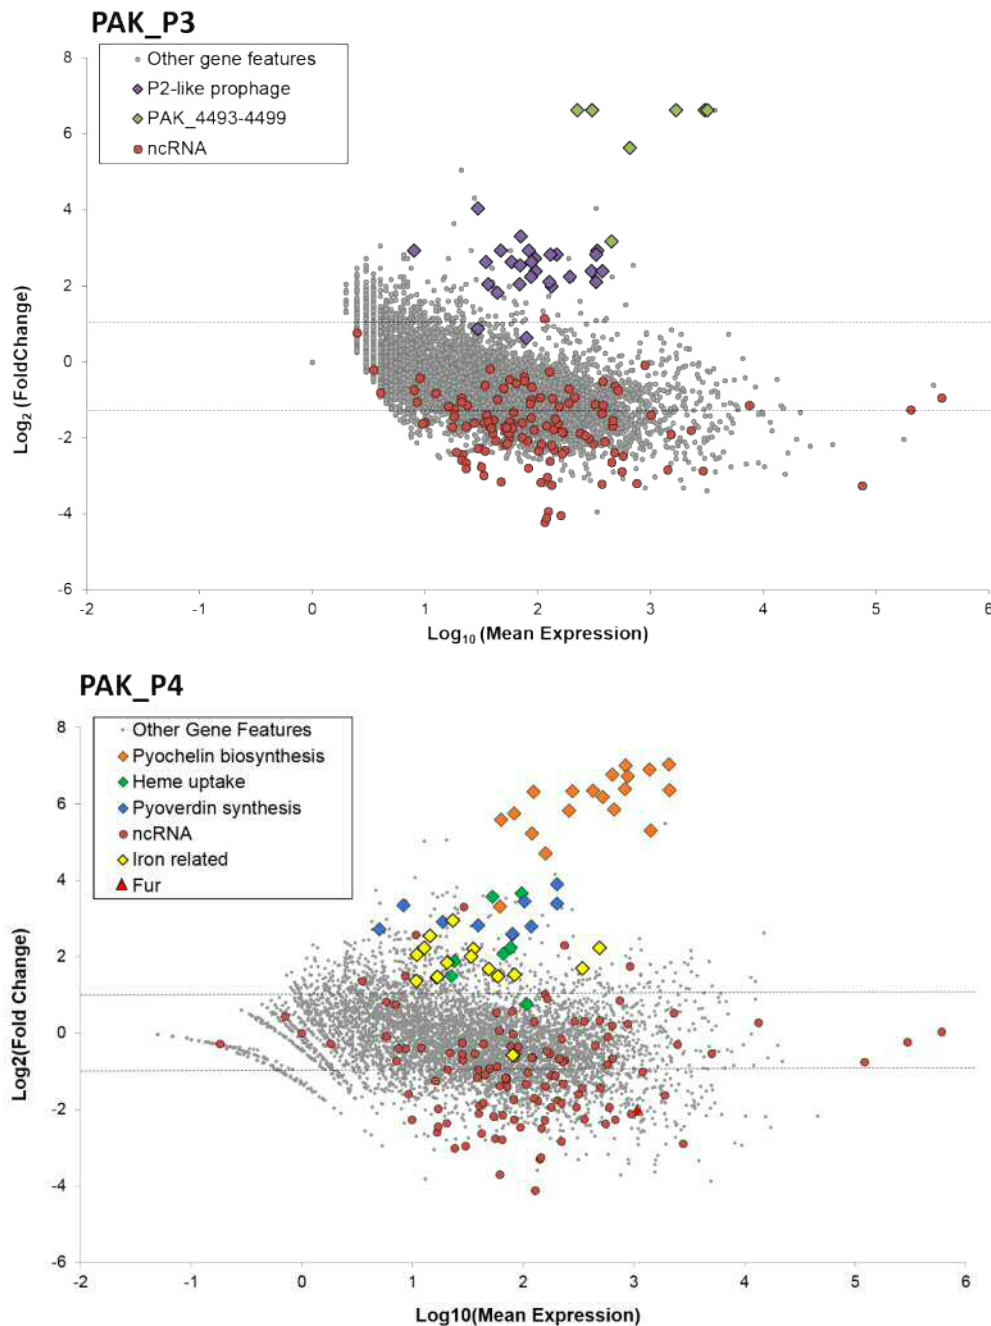 PAK_P3
8
Other gene features
P2-like prophage
PAK_4493-4499
ncRNA
6
4
2
0
-2
-4
-6
Log₂ (FoldChange)
-2 -1 0 1 2 3 4 5 6
Log₁₀ (Mean Expression)
PAK_P4
8
Other Gene Features
Pyochelin biosynthesis
Heme uptake
Pyoverdin synthesis
ncRNA
Iron related
Fur
6
4
2
0
-2
-4
-6
Log2(Fold Change)
-2 -1 0 1 2 3 4 5 6
Log10(Mean Expression)